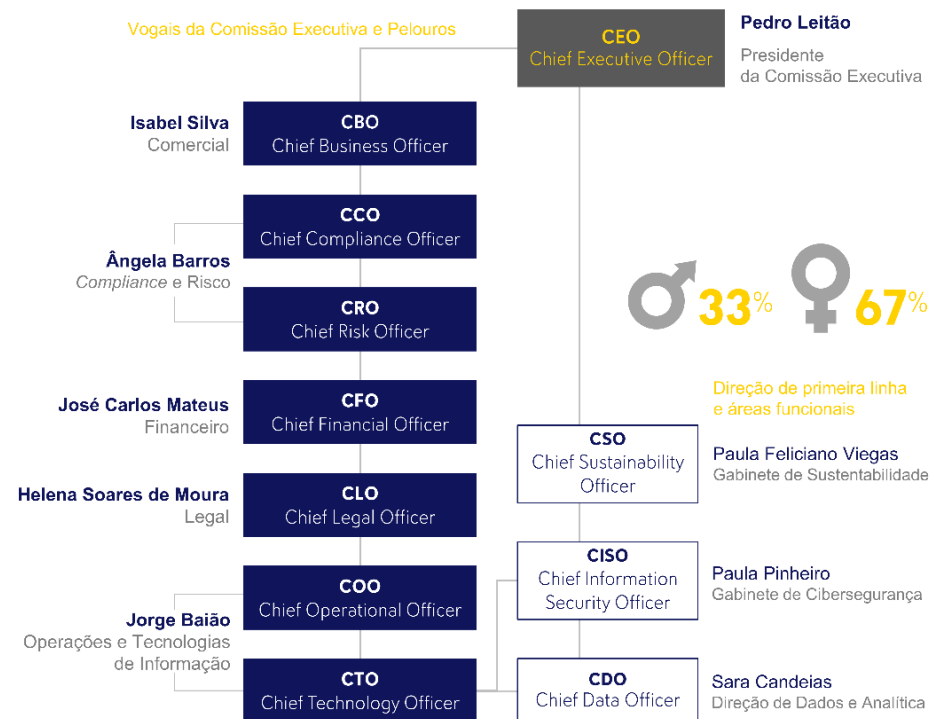 Vogais da Comissão Executiva e Pelouros
CEO
Chief Executive Officer
Pedro Leitão
Presidente
da Comissão Executiva
Isabel Silva
Comercial
CBO
Chief Business Officer
CCO
Chief Compliance Officer
Ângela Barros
Compliance e Risco
CRO
Chief Risk Officer
33%
67%
José Carlos Mateus
Financeiro
CFO
Chief Financial Officer
Direção de primeira linha
e áreas funcionais
CSO
Chief Sustainability
Officer
Paula Feliciano Viegas
Gabinete de Sustentabilidade
Helena Soares de Moura
Legal
CLO
Chief Legal Officer
CISO
Chief Information
Security Officer
Paula Pinheiro
Gabinete de Cibersegurança
COO
Chief Operational Officer
Jorge Baião
Operações e Tecnologias
de Informação
CTO
Chief Technology Officer
CDO
Chief Data Officer
Sara Candeias
Direção de Dados e Analítica